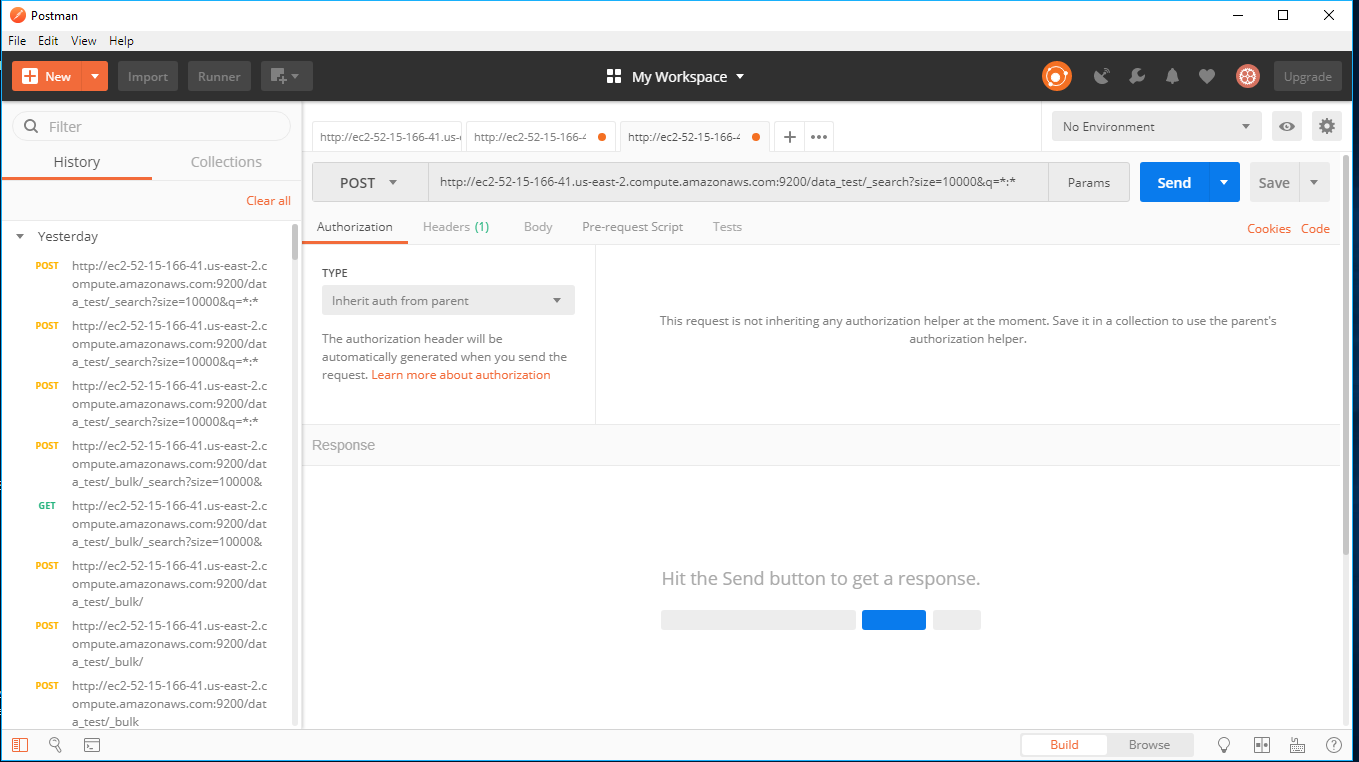 Postman
File Edit View Help
New Import Runner My Workspace Upgrade
Filter
History Collections
Clear all
Yesterday
POST http://ec2-52-15-166-41.us-east-2.c
ompute.amazonaws.com:9200/dat
a_test/_search?size=10000&q=*:*
POST http://ec2-52-15-166-41.us-east-2.c
ompute.amazonaws.com:9200/dat
a_test/_search?size=10000&q=*:*
POST http://ec2-52-15-166-41.us-east-2.c
ompute.amazonaws.com:9200/dat
a_test/_search?size=10000&q=*:*
POST http://ec2-52-15-166-41.us-east-2.c
ompute.amazonaws.com:9200/dat
a_test/_bulk/_search?size=10000&
GET http://ec2-52-15-166-41.us-east-2.c
ompute.amazonaws.com:9200/dat
a_test/_bulk/_search?size=10000&
POST http://ec2-52-15-166-41.us-east-2.c
ompute.amazonaws.com:9200/dat
a_test/_bulk/
POST http://ec2-52-15-166-41.us-east-2.c
ompute.amazonaws.com:9200/dat
a_test/_bulk/
POST http://ec2-52-15-166-41.us-east-2.c
ompute.amazonaws.com:9200/dat
a_test/_bulk
http://ec2-52-15-166-41.us- http://ec2-52-15-166-4 http://ec2-52-15-166-4 + •••
No Environment
POST http://ec2-52-15-166-41.us-east-2.compute.amazonaws.com:9200/data_test/_search?size=10000&q=*:* Params Send Save
Authorization Headers (1) Body Pre-request Script Tests Cookies Code
TYPE
Inherit auth from parent
The authorization header will be
automatically generated when you send the
request. Learn more about authorization
This request is not inheriting any authorization helper at the moment. Save it in a collection to use the parent's
authorization helper.
Response
Hit the Send button to get a response.
Build Browse ?